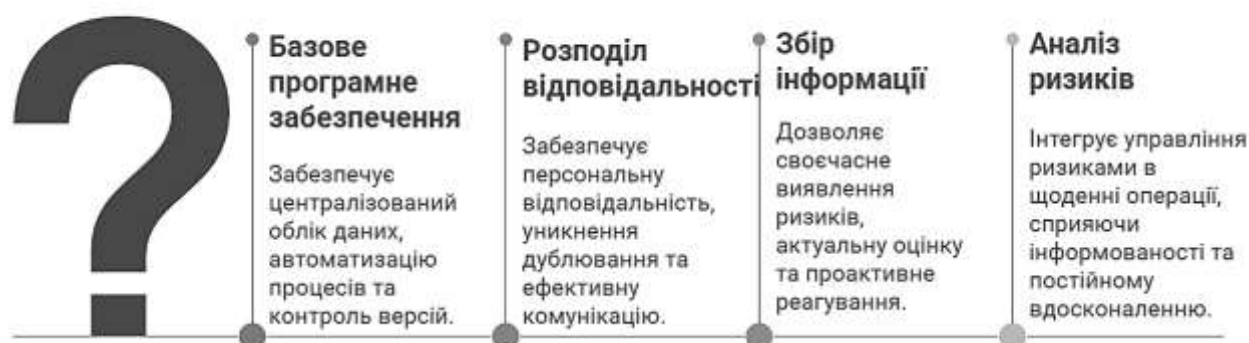 ?
Базове
програмне
забезпечення
Забезпечує
централізований
облік даних,
автоматизацію
процесів та
контроль версій.
Розподіл
відповідальності
Забезпечує
персональну
відповідальність,
уникнення
дублювання та
ефективну
комунікацію.
Збір
інформації
Дозволяє
своєчасне
виявлення
ризиків,
актуальну оцінку
та проактивне
реагування.
Аналіз
ризиків
Інтегрує управління
ризиками в
щоденні операції,
сприяючи
інформованості та
постійному
вдосконаленню.